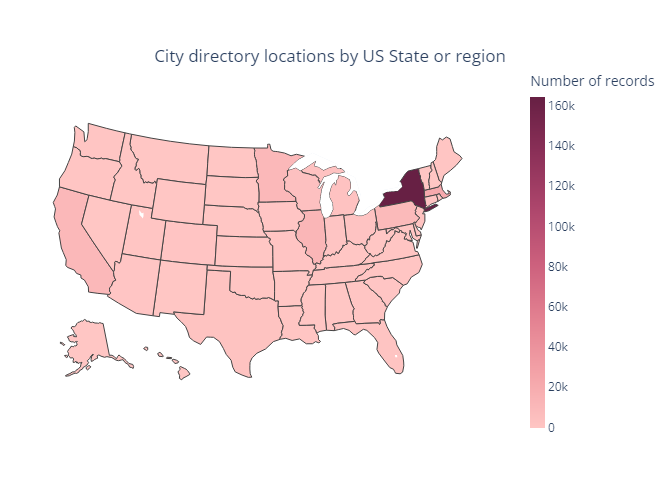 City directory locations by US State or region
Number of records
160k
140k
120k
100k
80k
60k
40k
20k
0